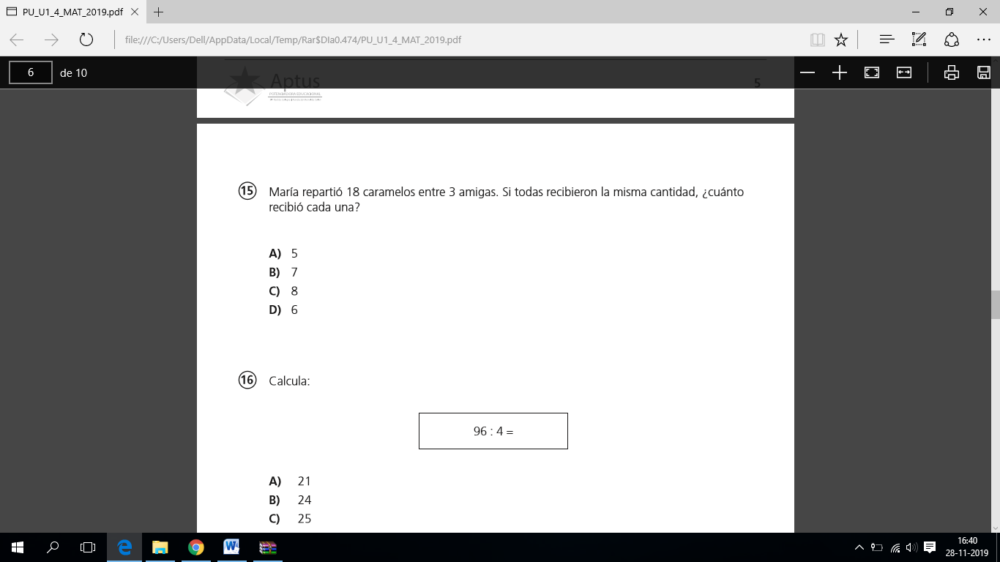 PU_U1_4_MAT_2019.pdf
file:///C:/Users/Dell/AppData/Local/Temp/Rar$DIa0.474/PU_U1_4_MAT_2019.pdf
6 de 10
Aptus
POTENCIADORA EDUCACIONAL
5
15 María repartió 18 caramelos entre 3 amigas. Si todas recibieron la misma cantidad, ¿cuánto
recibió cada una?
A) 5
B) 7
C) 8
D) 6
16 Calcula:
96 : 4 =
A) 21
B) 24
C) 25
16:40
28-11-2019